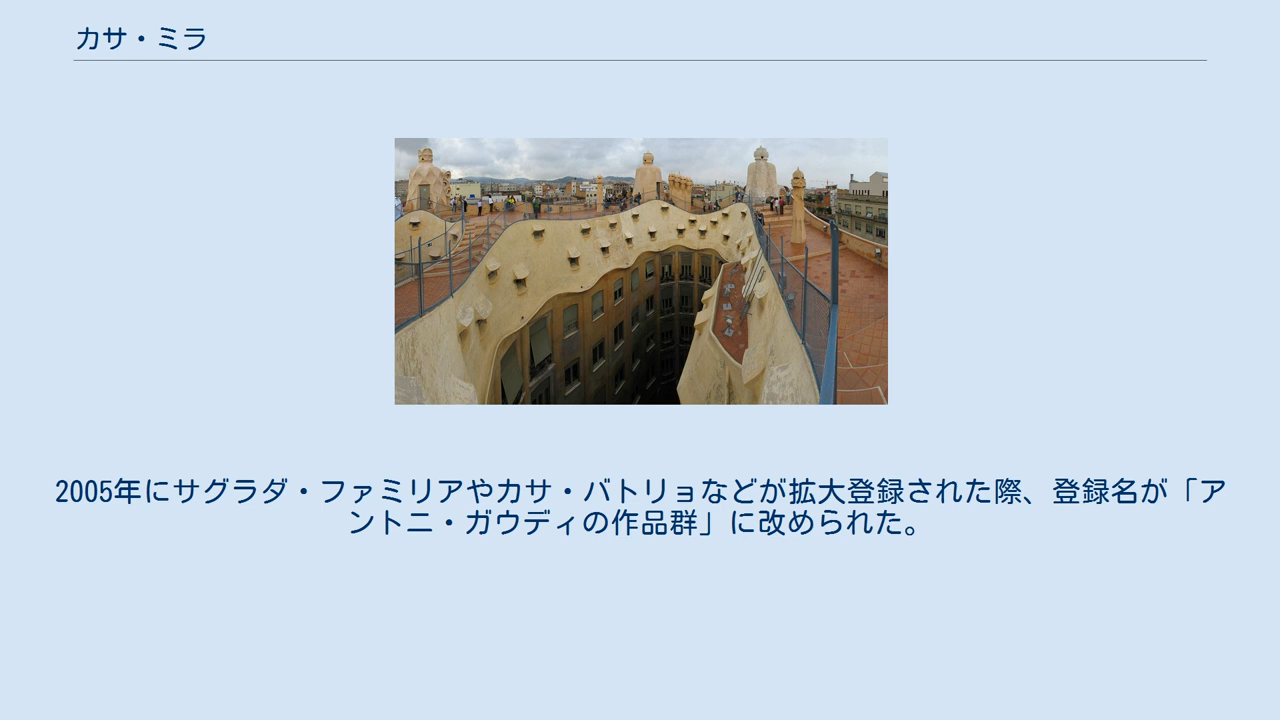 カサ・ミラ
2005年にサグラダ・ファミリアやカサ・バトリョなどが拡大登録された際、登録名が「ア
ントニ・ガウディの作品群」に改められた。